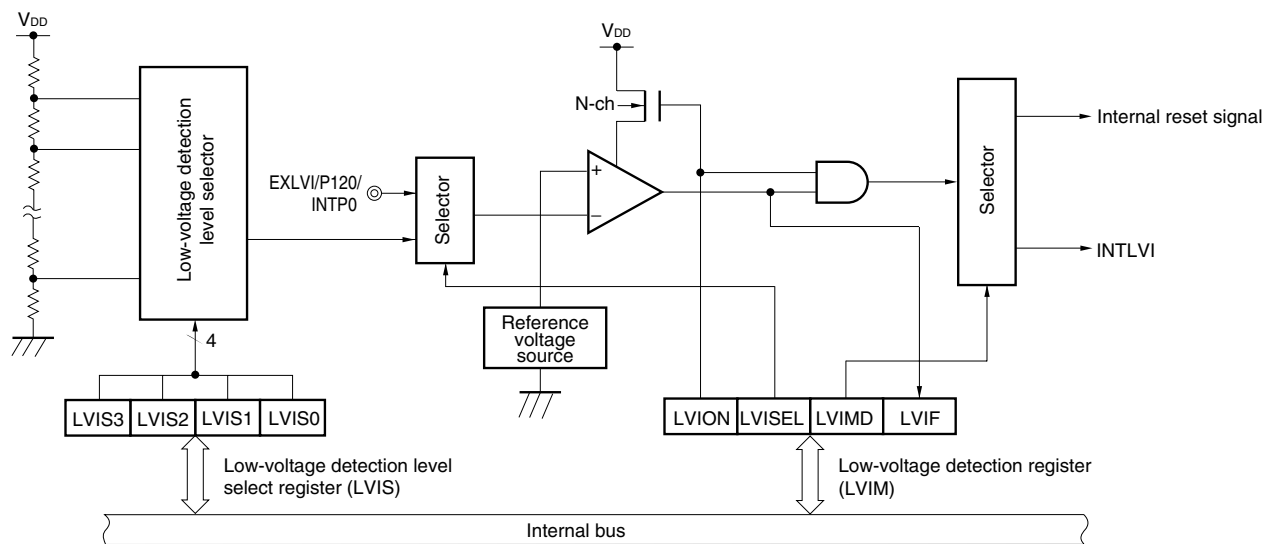 VDD
Low-voltage detection
level selector
4
LVIS3 LVIS2 LVIS1 LVIS0
Low-voltage detection level
select register (LVIS)
EXLVI/P120/
INTP0
Selector
VDD
N-ch
+
−
Reference
voltage
source
Selector
Internal reset signal
INTLVI
LVION LVISEL LVIMD LVIF
Low-voltage detection register
(LVIM)
Internal bus